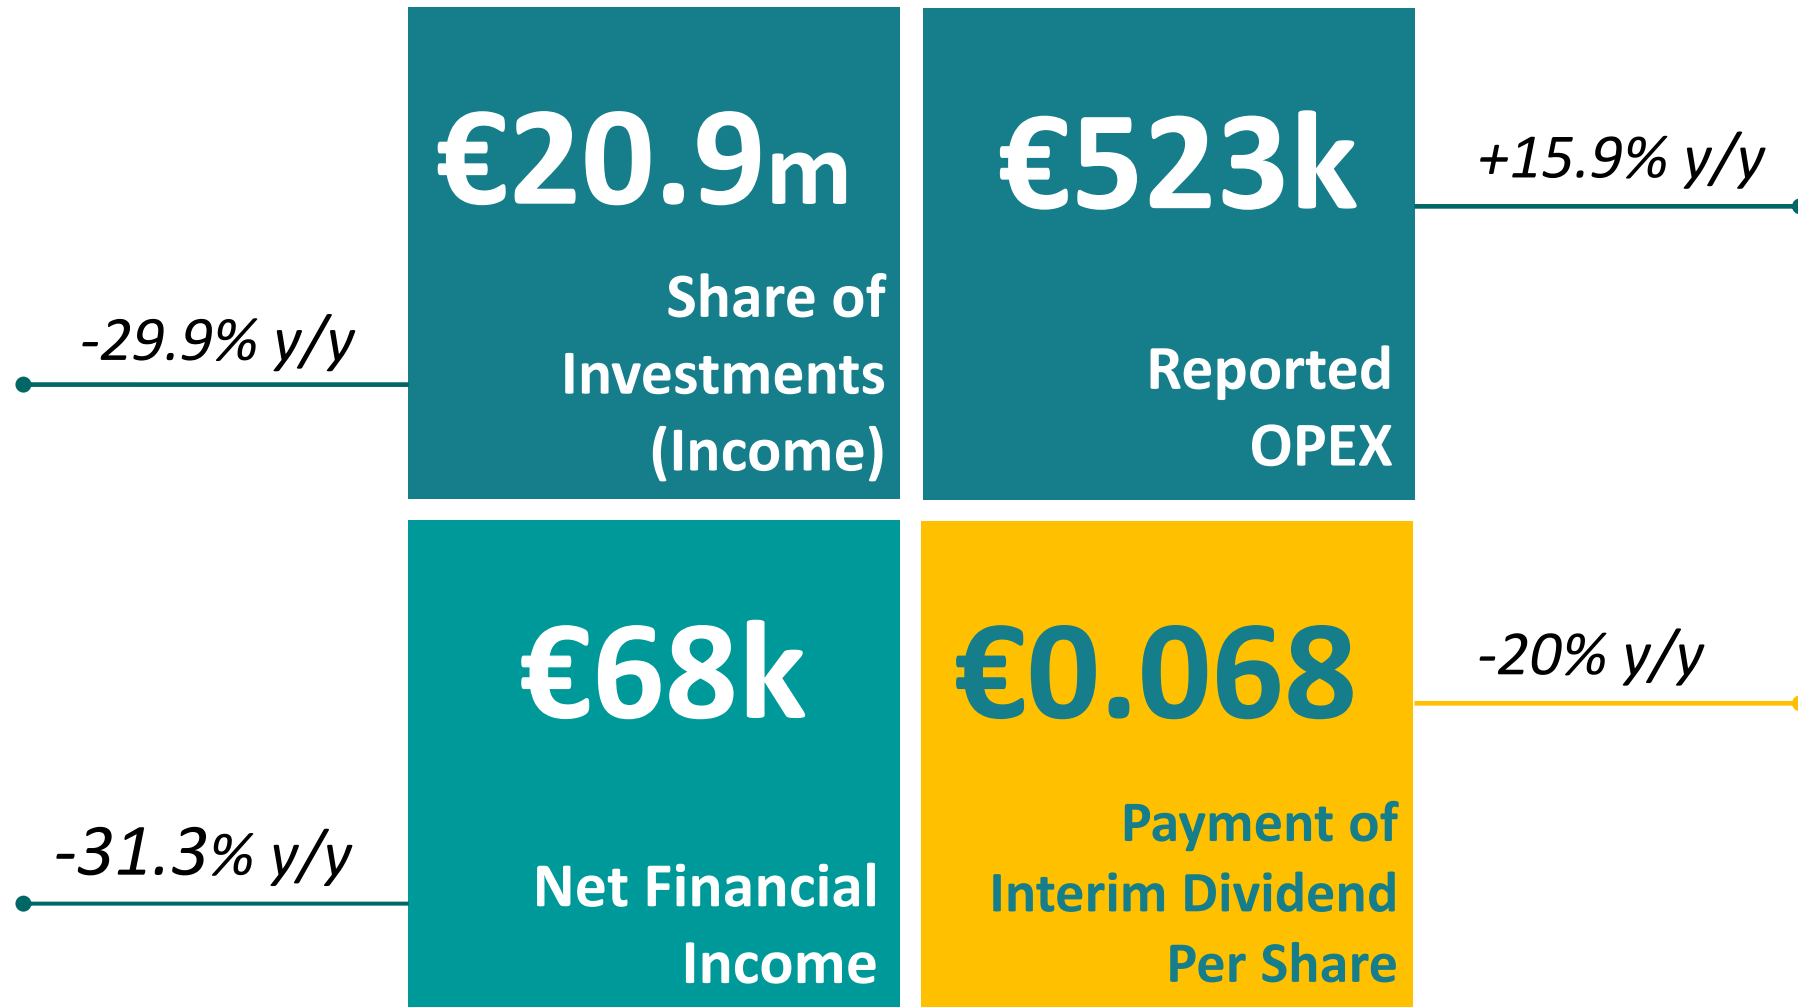 €20.9m
Share of
Investments
(Income)
-29.9% y/y
€523k
Reported
OPEX
+15.9% y/y
€68k
Net Financial
Income
-31.3% y/y
€0.068
Payment of
Interim Dividend
Per Share
-20% y/y